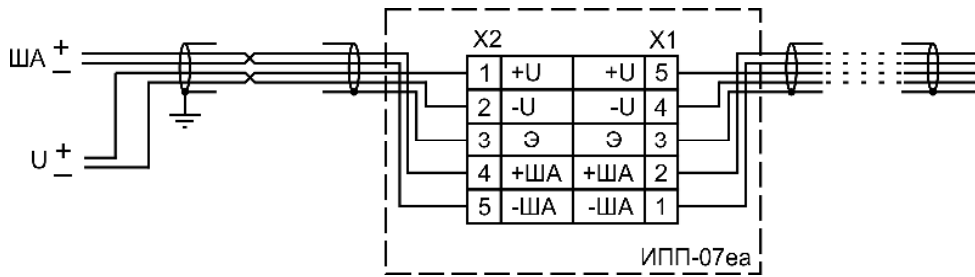 X2 X1
ША + −
1 +U +U 5
2 -U -U 4
3 Э Э 3
U + −
4 +ША +ША 2
5 -ША -ША 1
ИПП-07еа